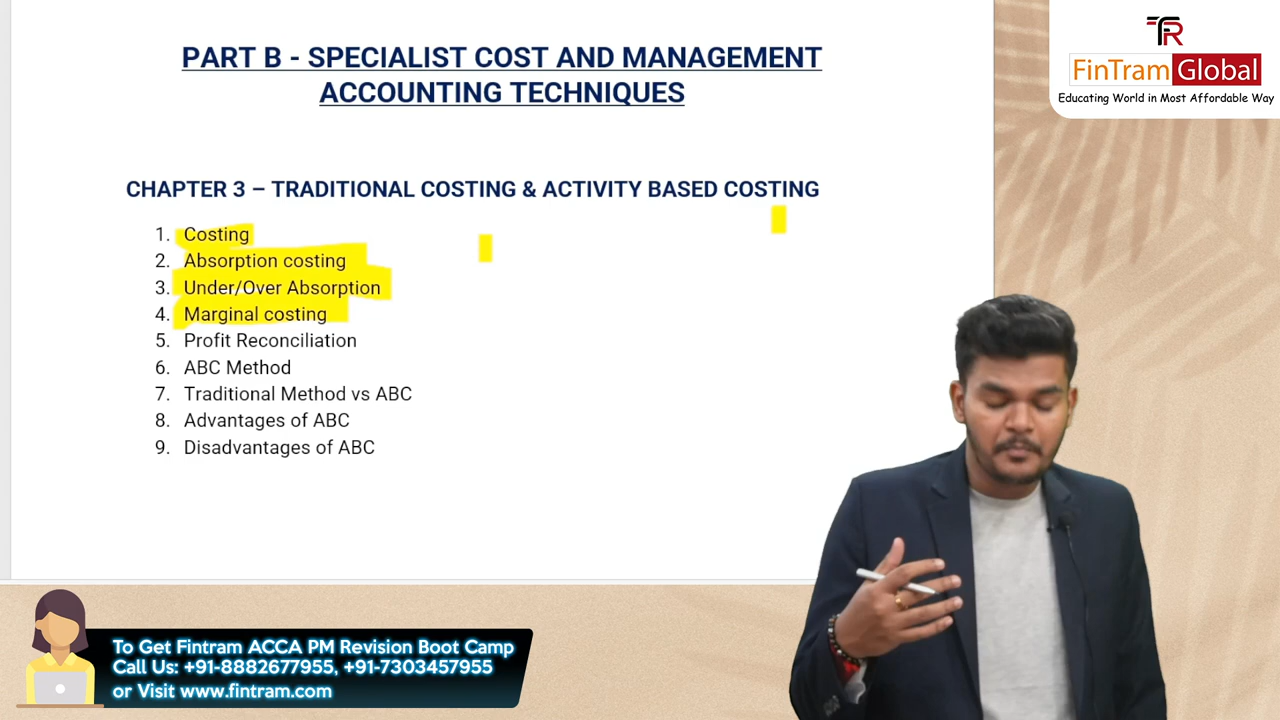 PART B - SPECIALIST COST AND MANAGEMENT
ACCOUNTING TECHNIQUES
CHAPTER 3 – TRADITIONAL COSTING & ACTIVITY BASED COSTING
1. Costing
2. Absorption costing
3. Under/Over Absorption
4. Marginal costing
5. Profit Reconciliation
6. ABC Method
7. Traditional Method vs ABC
8. Advantages of ABC
9. Disadvantages of ABC
FinTram Global
Educating World in Most Affordable Way
To Get Fintram ACCA PM Revision Boot Camp
Call Us: +91-8882677955, +91-7303457955
or Visit www.fintram.com